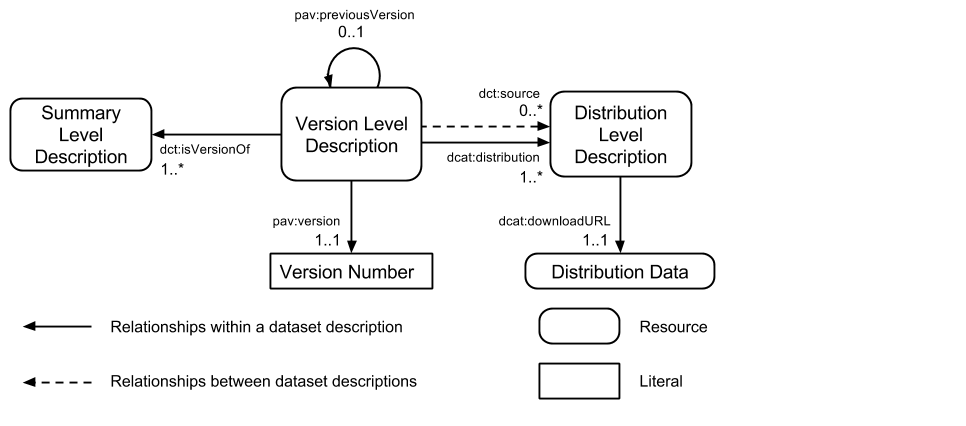 pav:previousVersion
0..1
Summary
Level
Description
dct:isVersionOf
1..*
Version Level
Description
dct:source
0..*
dcat:distribution
1..*
Distribution
Level
Description
pav:version
1..1
Version Number
dcat:downloadURL
1..1
Distribution Data
Relationships within a dataset description
Resource
Relationships between dataset descriptions
Literal